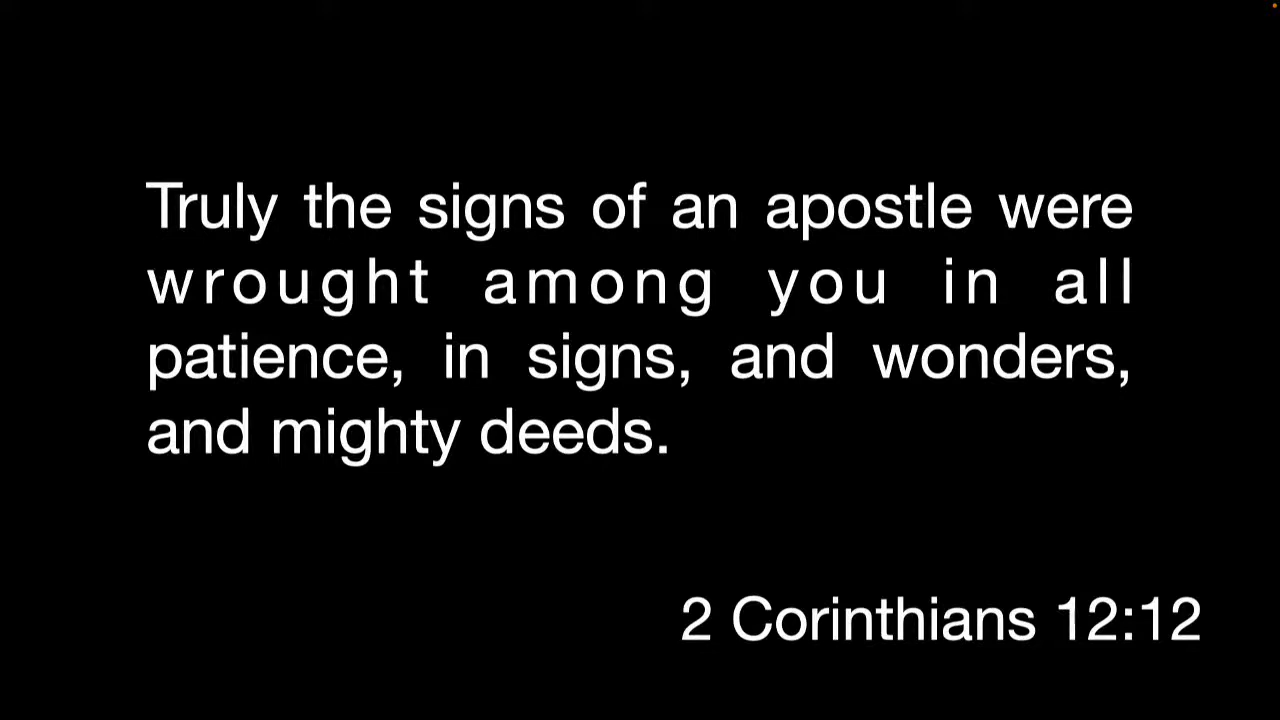 Truly the signs of an apostle were
wrought among you in all
patience, in signs, and wonders,
and mighty deeds.
2 Corinthians 12:12